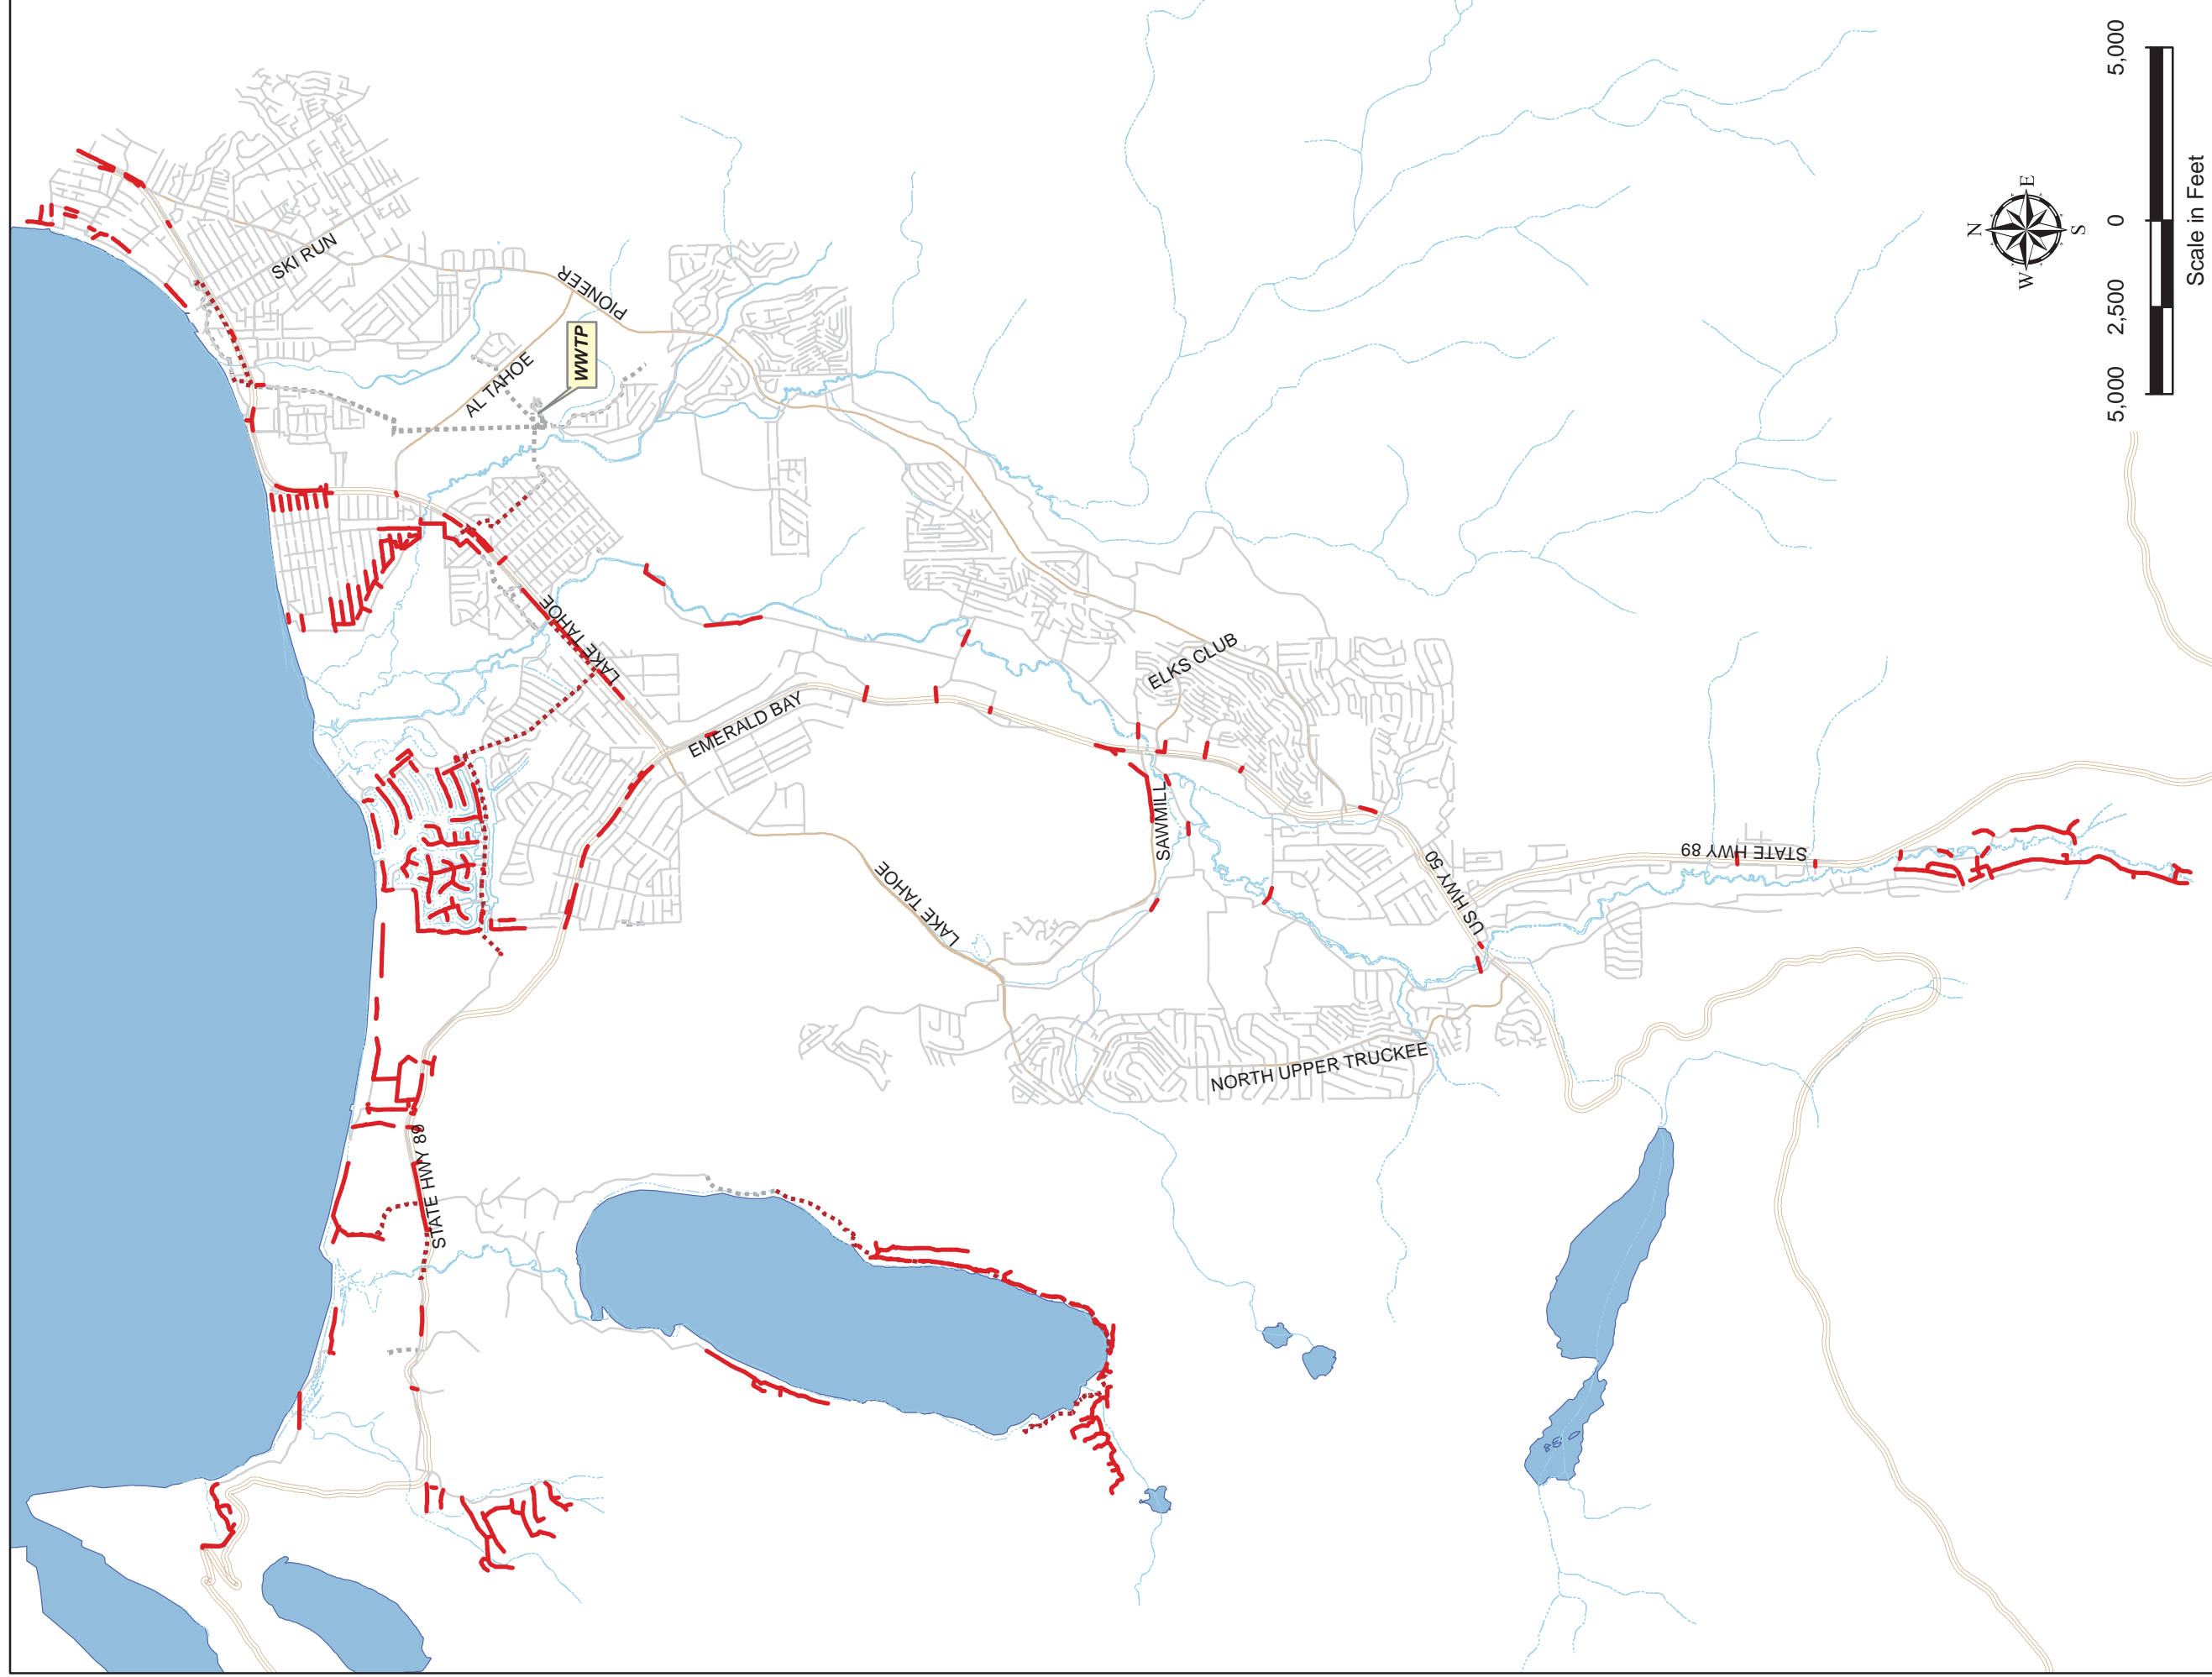 SKI RUN
PIONEER
WWTP
AL TAHOE
LAKE TAHOE
EMERALD BAY
ELKS CLUB
SAWMILL
LAKE TAHOE
US HWY 50
STATE HWY 89
NORTH UPPER TRUCKEE
STATE HWY 89
N
W
E
S
5,000
2,500
0
5,000
Scale in Feet